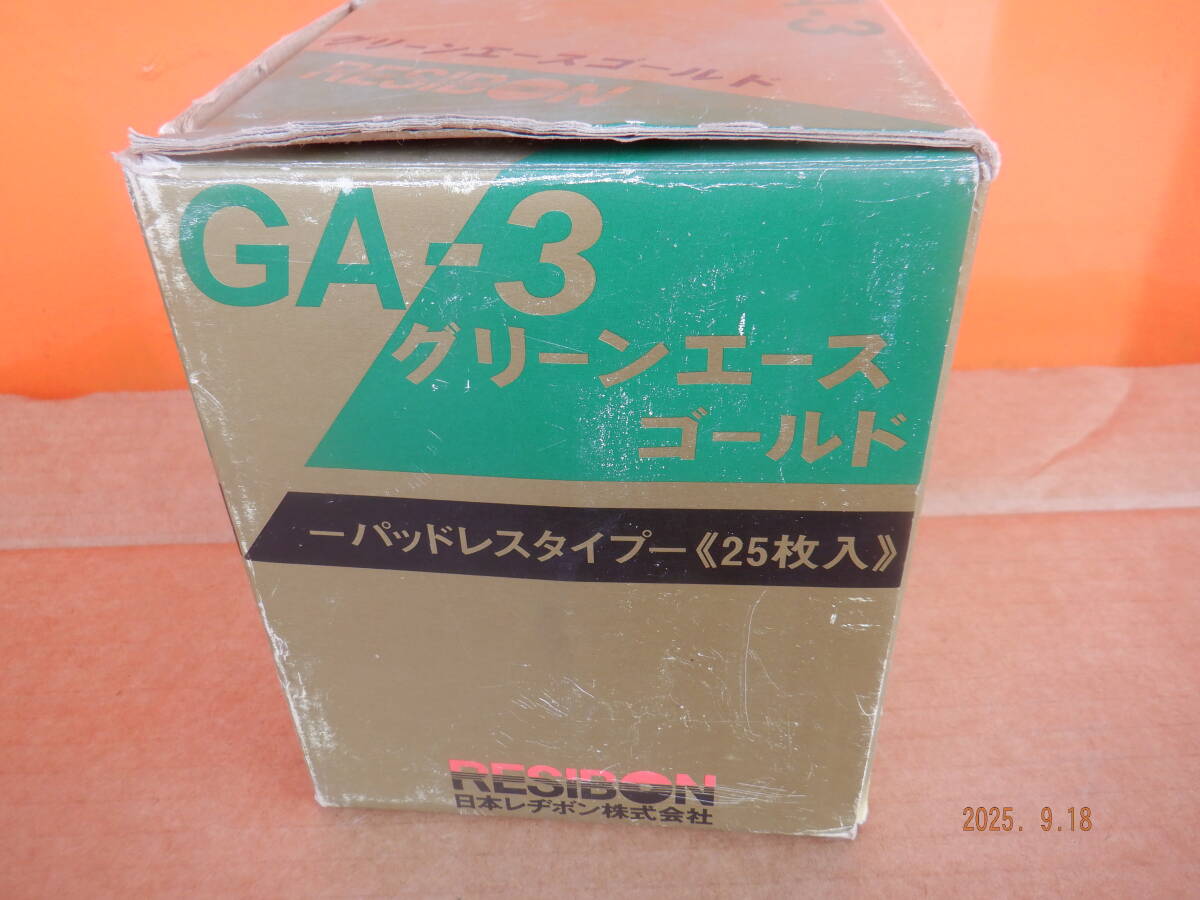 -3
グリーンエースゴールド
RESIBON
GA-3
グリーンエース
ゴールド
ーパッドレスタイプー《25枚入》
RESIBON
日本レヂボン株式会社
2025. 9.18